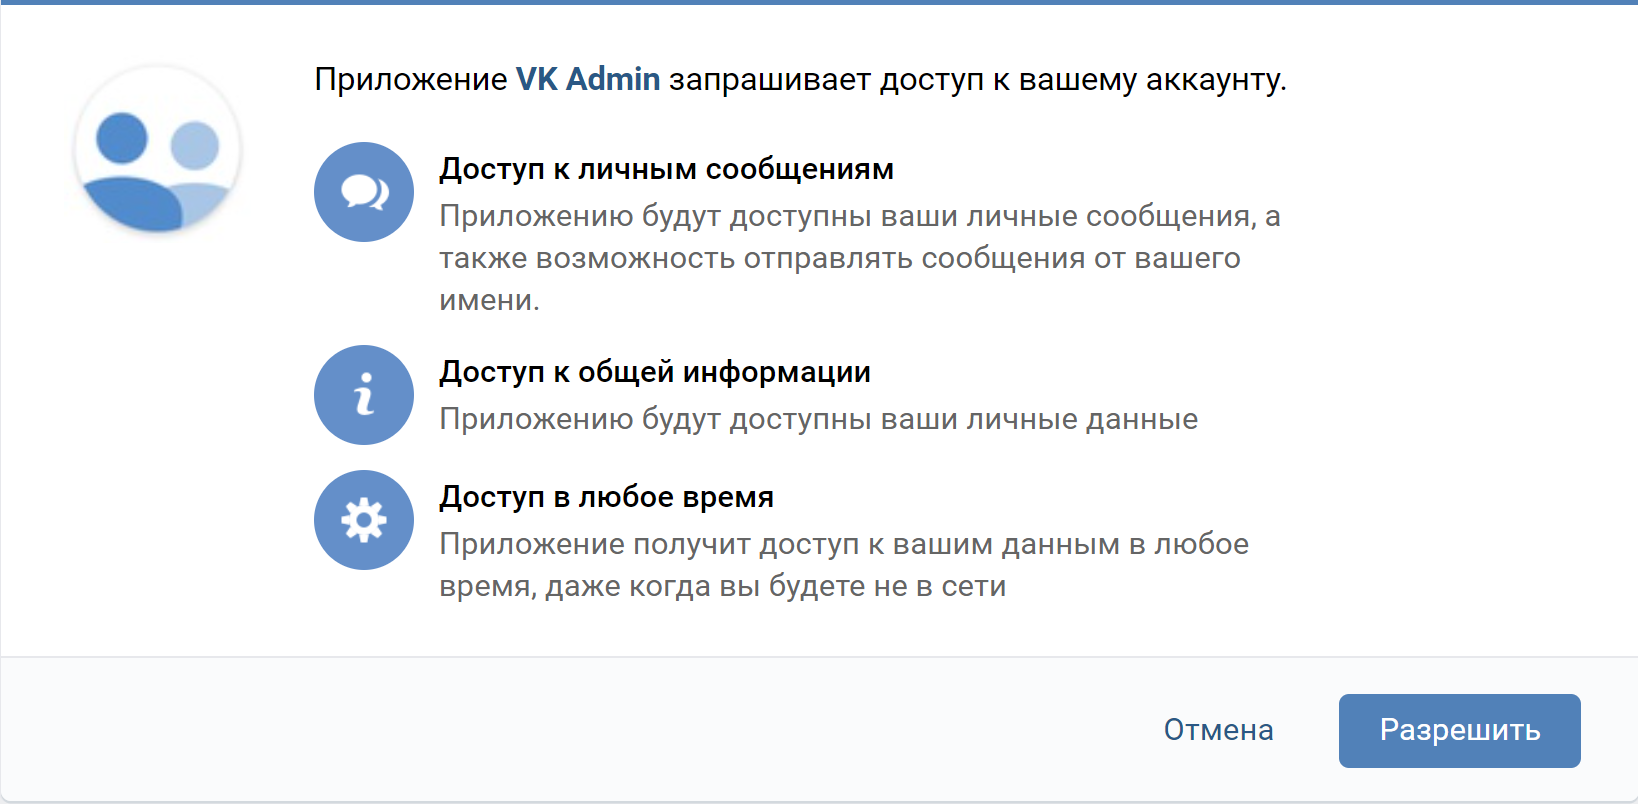 Приложение VK Admin запрашивает доступ к вашему аккаунту.
Доступ к личным сообщениям
Приложению будут доступны ваши личные сообщения, а
также возможность отправлять сообщения от вашего
имени.
Доступ к общей информации
Приложению будут доступны ваши личные данные
Доступ в любое время
Приложение получит доступ к вашим данным в любое
время, даже когда вы будете не в сети
Отмена
Разрешить